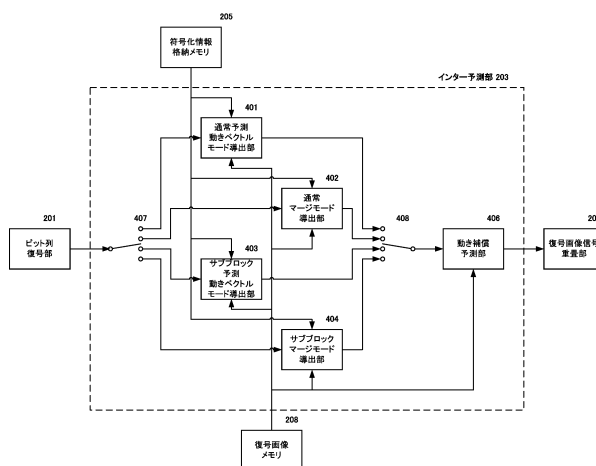 205
符号化情報
格納メモリ
インター予測部 203
401
通常予測
動きベクトル
モード導出部
402
通常
マージモード
導出部
201
ビット列
復号部
407
403
サブブロック
予測
動きベクトル
モード導出部
408
406
動き補償
予測部
20
復号画像信号
重畳部
404
サブブロック
マージモード
導出部
208
復号画像
メモリ